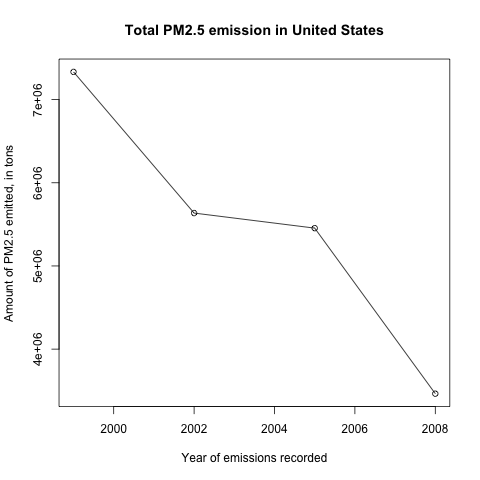 Total PM2.5 emission in United States
Amount of PM2.5 emitted, in tons
7e+06
6e+06
5e+06
4e+06
2000 2002 2004 2006 2008
Year of emissions recorded